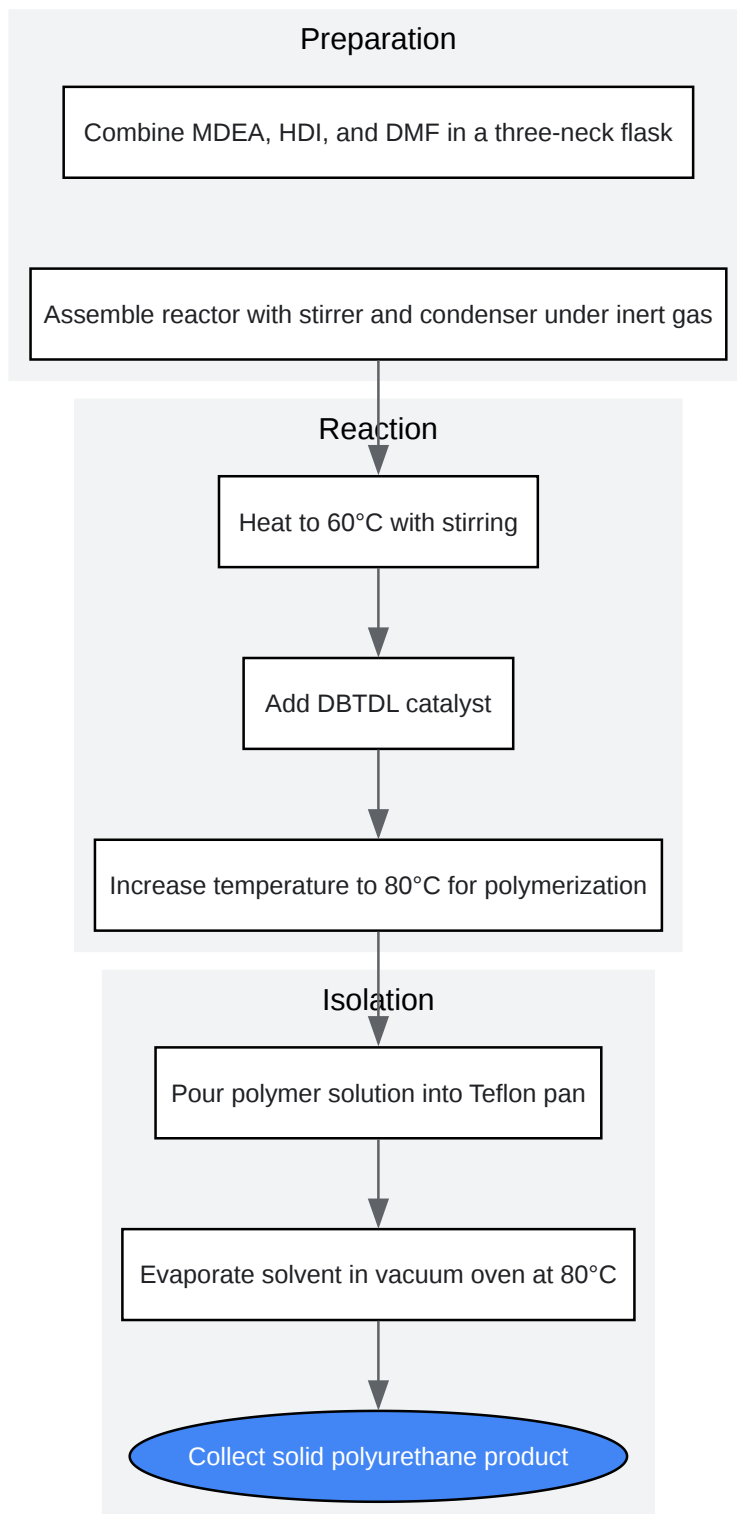 Preparation
Combine MDEA, HDI, and DMF in a three-neck flask
Assemble reactor with stirrer and condenser under inert gas
Reaction
Heat to 60°C with stirring
Add DBTDL catalyst
Increase temperature to 80°C for polymerization
Isolation
Pour polymer solution into Teflon pan
Evaporate solvent in vacuum oven at 80°C
Collect solid polyurethane product